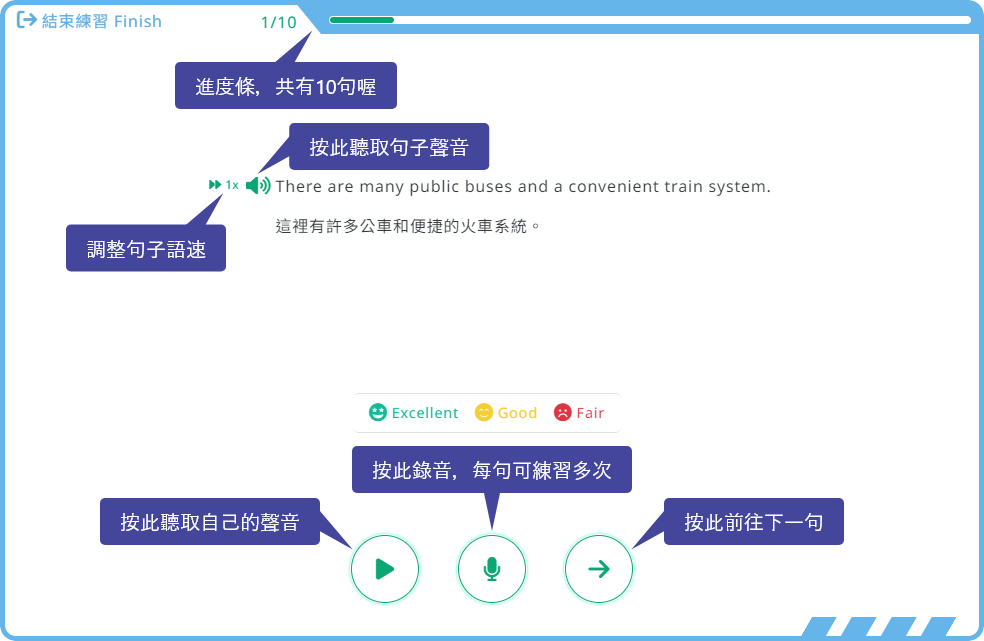 結束練習 Finish
1/10
進度條，共有10句喔
按此聽取句子聲音
1x
There are many public buses and a convenient train system.
這裡有許多公車和便捷的火車系統。
調整句子語速
Excellent
Good
Fair
按此錄音，每句可練習多次
按此聽取自己的聲音
按此前往下一句